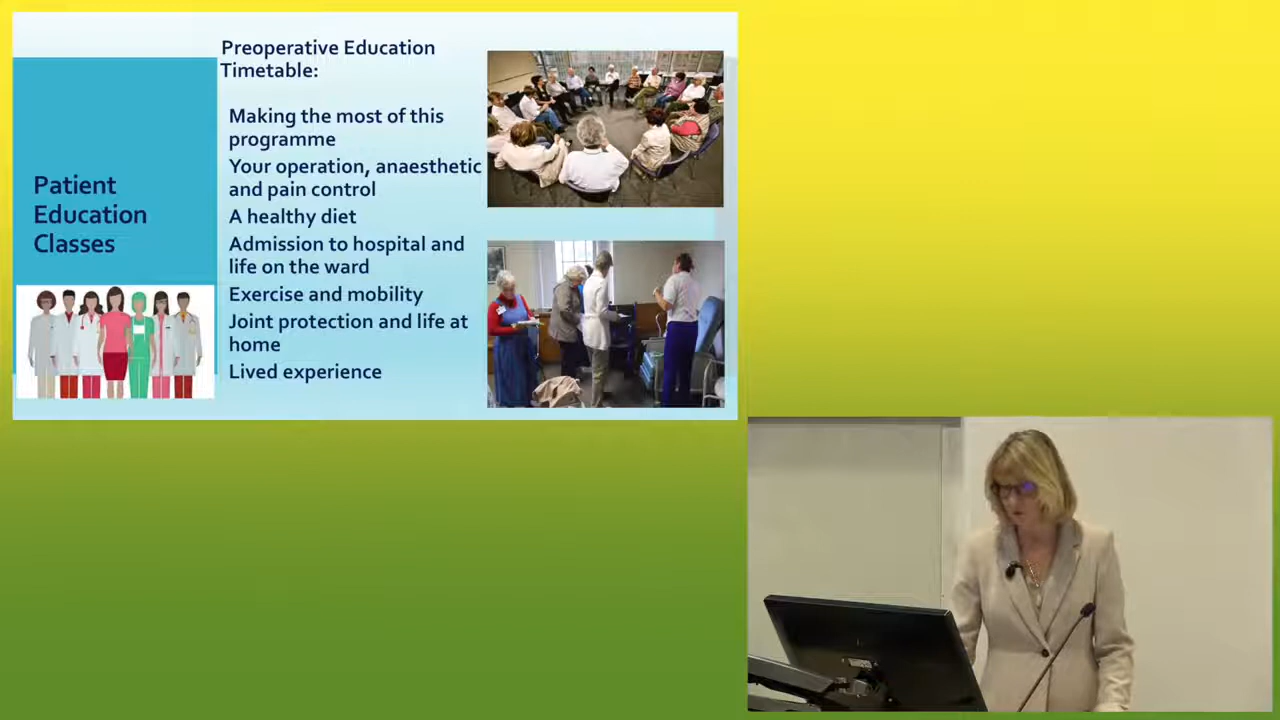 Patient
Education
Classes
Preoperative Education
Timetable:
Making the most of this
programme
Your operation, anaesthetic
and pain control
A healthy diet
Admission to hospital and
life on the ward
Exercise and mobility
Joint protection and life at
home
Lived experience